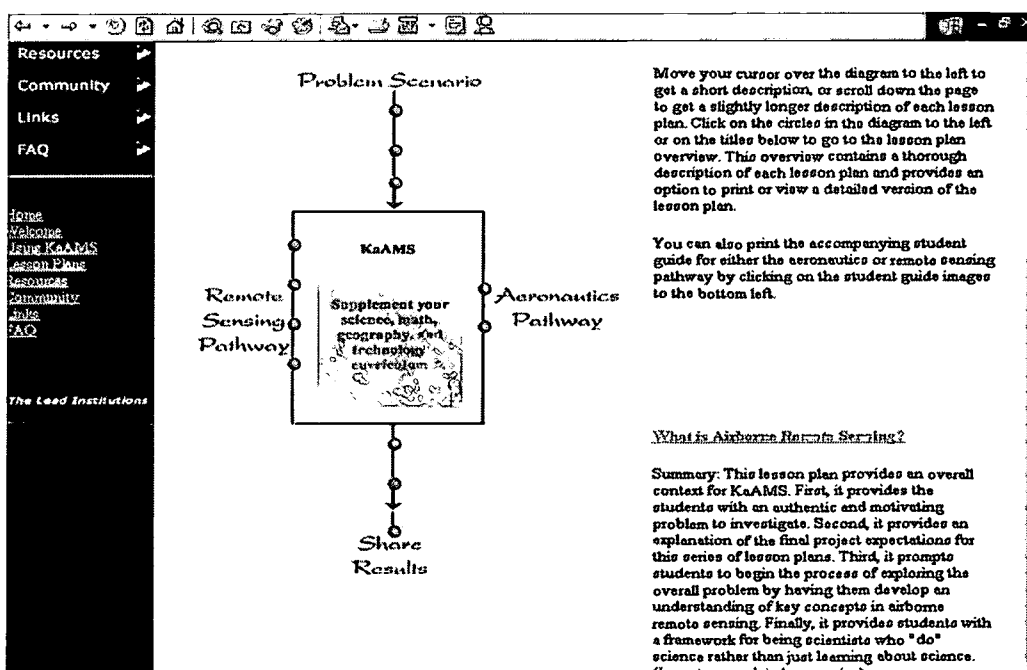 Resources
Community
Links
FAQ
Home
Welcome
Using KaAMS
Lesson Plans
Resources
Community
Links
FAQ
The Lead Institutions
Problem Scenario
KaAMS
Supplement your
science, math,
geography, and
technology
curriculum
Remote
Sensing
Pathway
Aeronautics
Pathway
Share
Results
Move your cursor over the diagram to the left to
get a short description, or scroll down the page
to get a slightly longer description of each lesson
plan. Click on the circles in the diagram to the left
or on the titles below to go to the lesson plan
overview. This overview contains a thorough
description of each lesson plan and provides an
option to print or view a detailed version of the
lesson plan.
You can also print the accompanying student
guide for either the aeronautics or remote sensing
pathway by clicking on the student guide images
to the bottom left.
What is Airborne Remote Sensing?
Summary: This lesson plan provides an overall
context for KaAMS. First, it provides the
students with an authentic and motivating
problem to investigate. Second, it provides an
explanation of the final project expectations for
this series of lesson plans. Third, it prompts
students to begin the process of exploring the
overall problem by having them develop an
understanding of key concepts in airborne
remote sensing. Finally, it provides students with
a framework for being scientists who "do"
science rather than just learning about science.